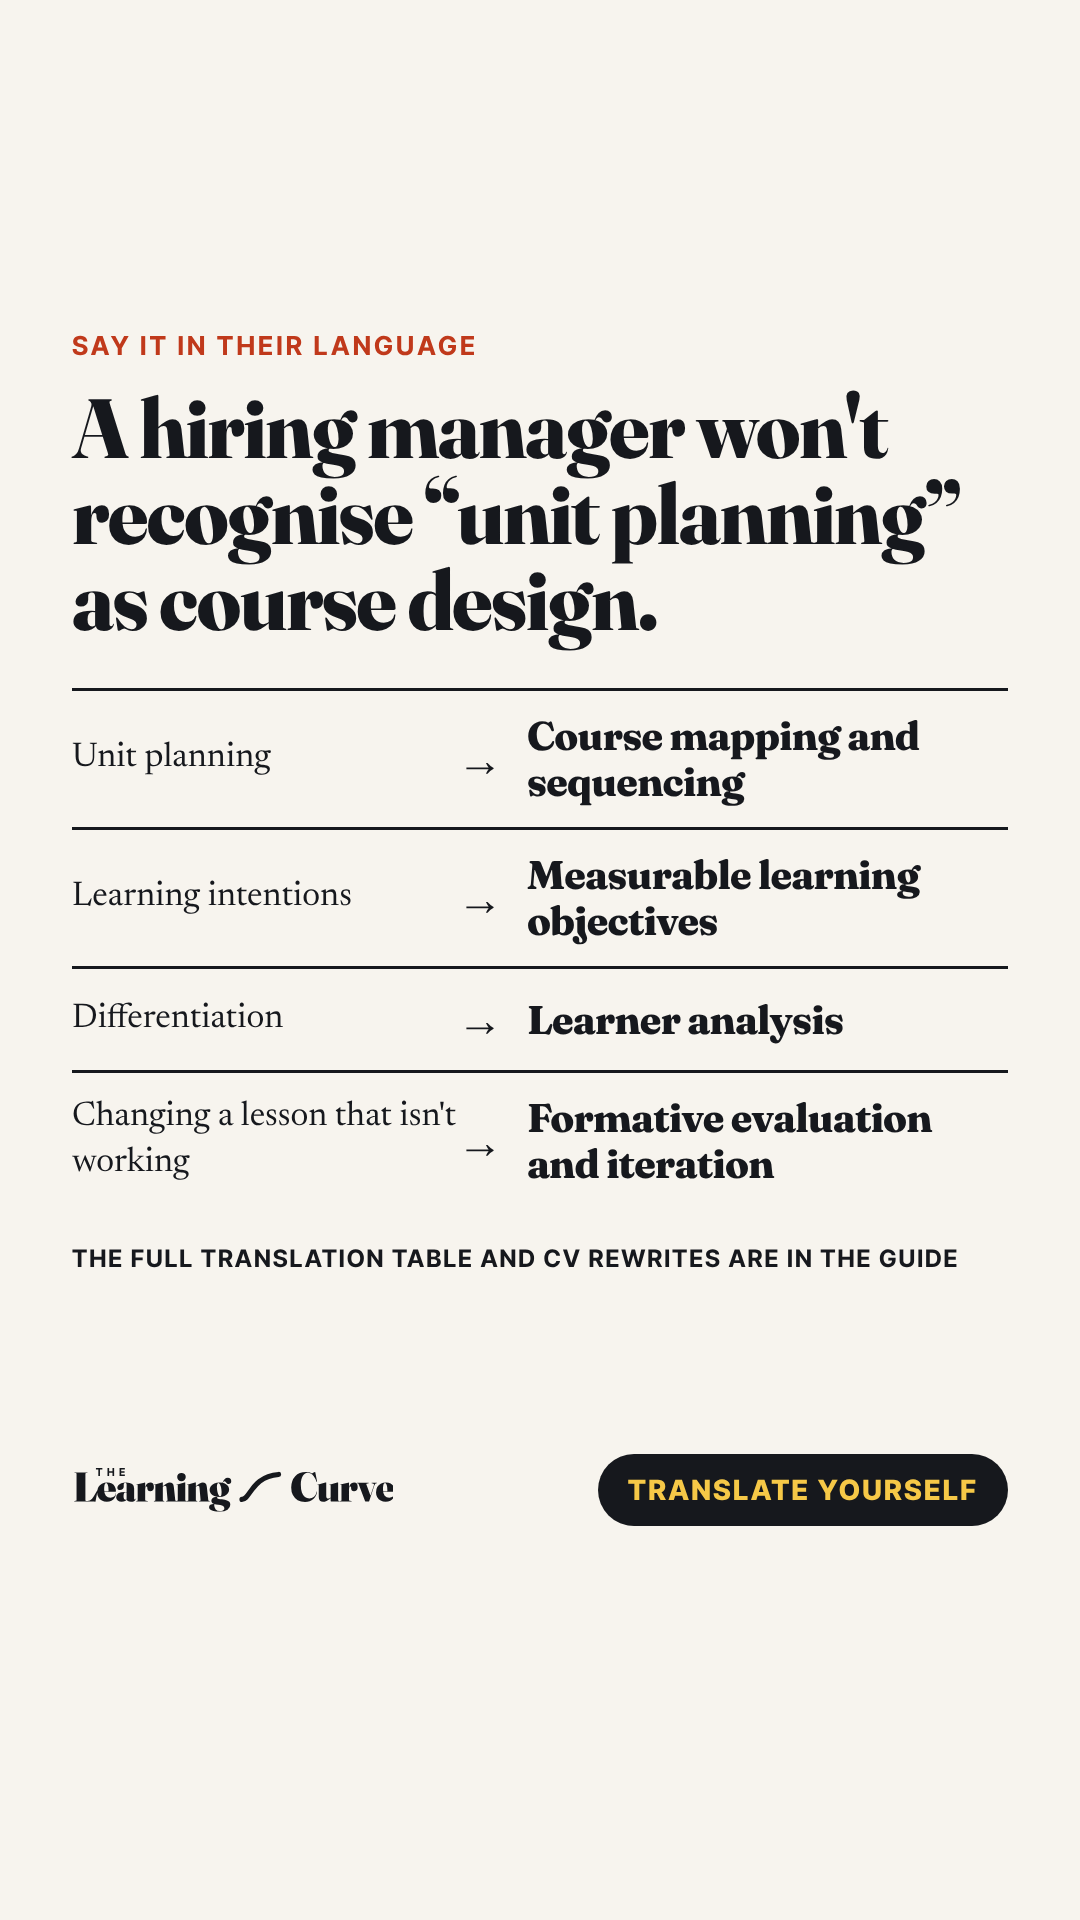 SAY IT IN THEIR LANGUAGE
A hiring manager won't
recognise “unit planning”
as course design.
Unit planning → Course mapping and
sequencing
Learning intentions → Measurable learning
objectives
Differentiation → Learner analysis
Changing a lesson that isn't
working → Formative evaluation
and iteration
THE FULL TRANSLATION TABLE AND CV REWRITES ARE IN THE GUIDE
THE
Learning Curve
TRANSLATE YOURSELF